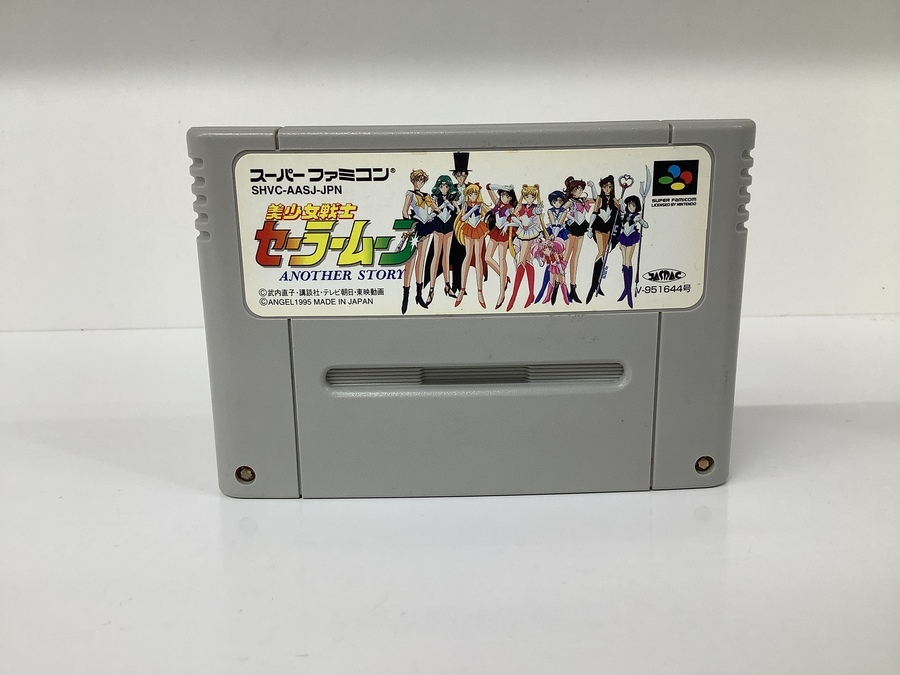 スーパーファミコン®
SHVC-AASJ-JPN
美少女戦士
セーラームーン
ANOTHER STORY
©武内直子・講談社・テレビ朝日・東映動画
©ANGEL1995 MADE IN JAPAN
SUPER FAMICOM
LICENSED BY NINTENDO
JASRAC
V-951644号